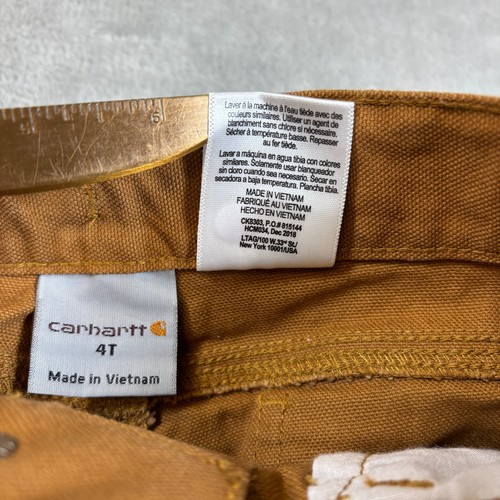 6
Laver à la machine à l'eau tiède avec des
couleurs similaires. Utiliser un agent de
blanchiment sans chlore si nécessaire.
Sécher à température basse. Repasser
au fer tiède.
Lavar a máquina en agua tibia con colores
similares. Solamente usar blanqueador
sin cloro cuando sea necesario. Secar en
secadora a baja temperatura. Plancha tibia.
MADE IN VIETNAM
FABRIQUÉ AU VIETNAM
HECHO EN VIETNAM
CK8303, P.O.# 815144
HCM034, Dec 2018
LTAG/100 W.33rd St./
New York 10001/USA
carhartt
4T
Made in Vietnam